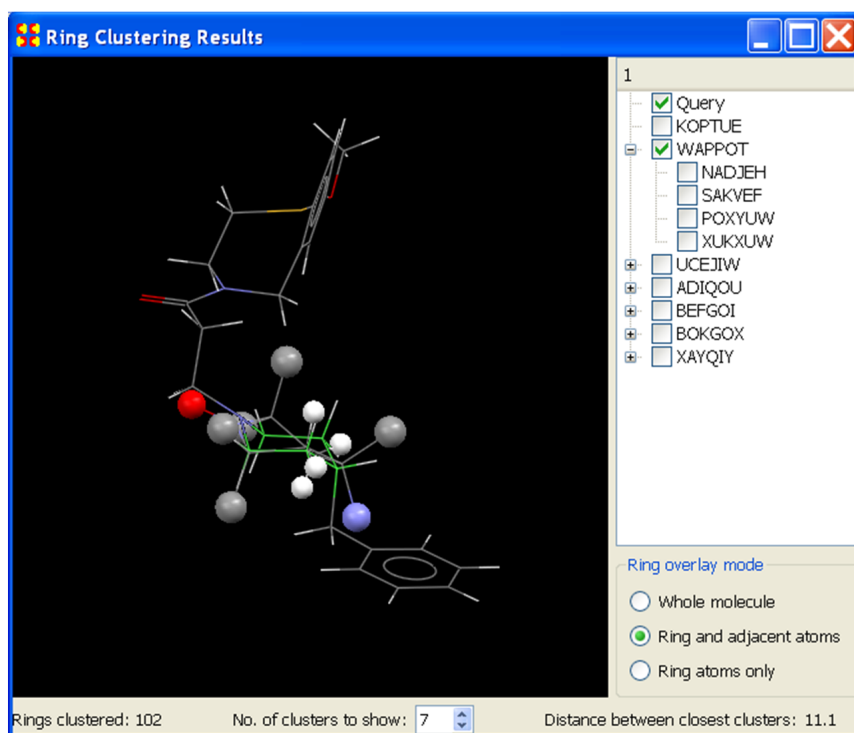 Ring Clustering Results
1
Query
KOPTUE
WAPPOT
NADJEH
SAKVEF
POXYUW
XUKXUW
UCEJIW
ADIQOU
BEFGOI
BOKGOX
XAYQIY
Ring overlay mode
Whole molecule
Ring and adjacent atoms
Ring atoms only
Rings clustered: 102 No. of clusters to show: 7 Distance between closest clusters: 11.1